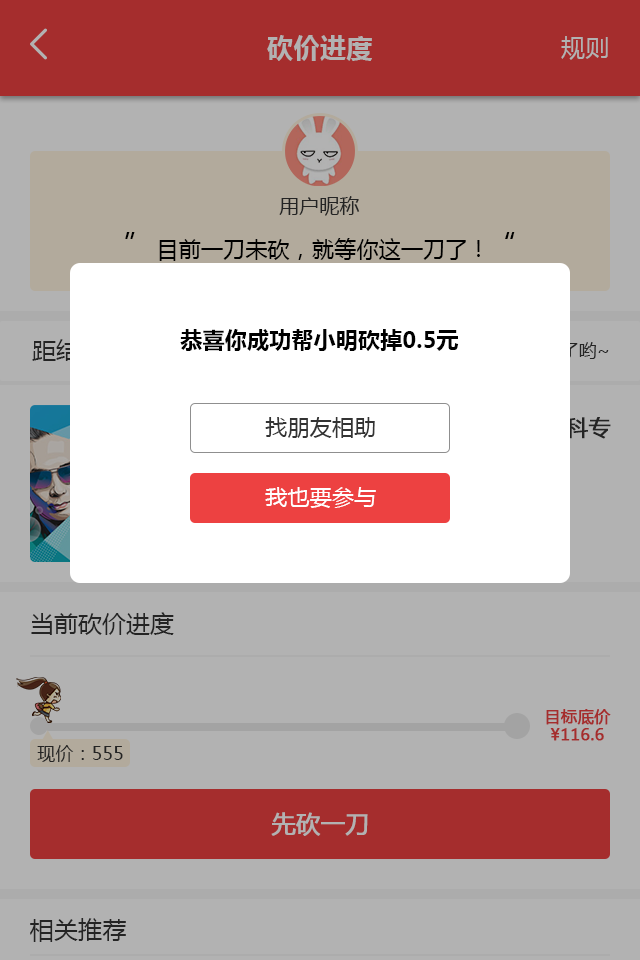 砍价进度
规则
用户昵称
” 目前一刀未砍，就等你这一刀了！ “
恭喜你成功帮小明砍掉0.5元
距
了哟~
找朋友相助
科专
我也要参与
当前砍价进度
目标底价
¥116.6
现价：555
先砍一刀
相关推荐